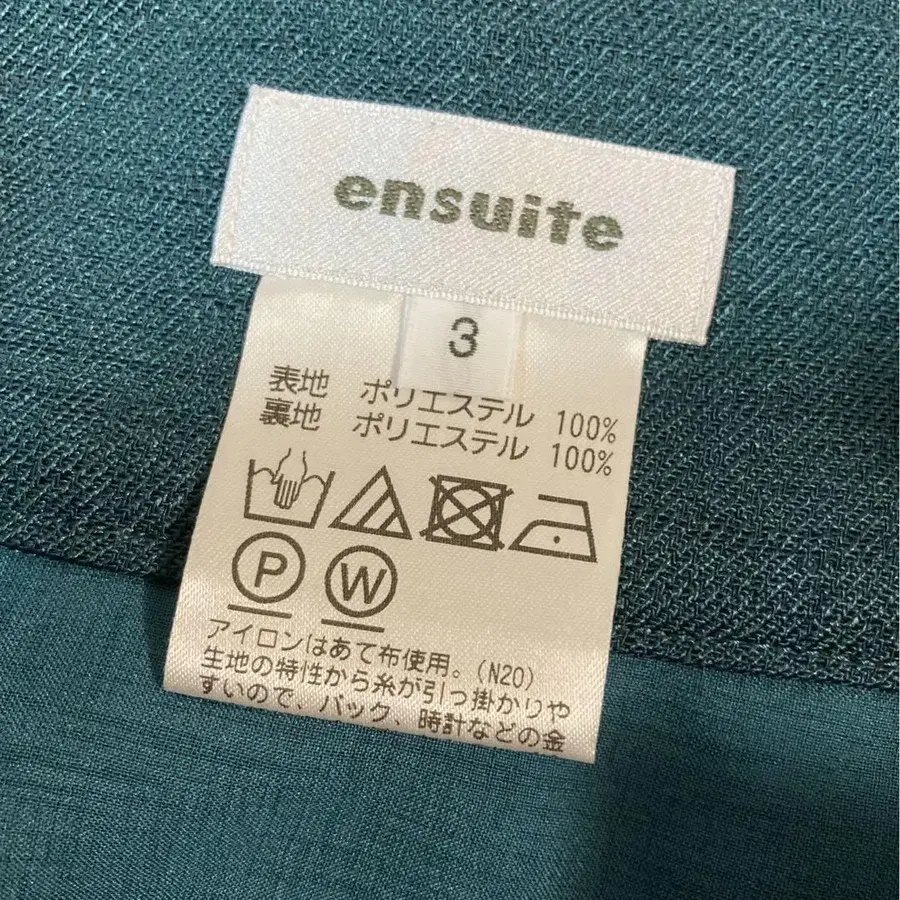 ensuite
3
表地 ポリエステル 100%
裏地 ポリエステル 100%
P W
アイロンはあて布使用。(N20)
生地の特性から糸が引っ掛かりや
すいので、バック、時計などの金